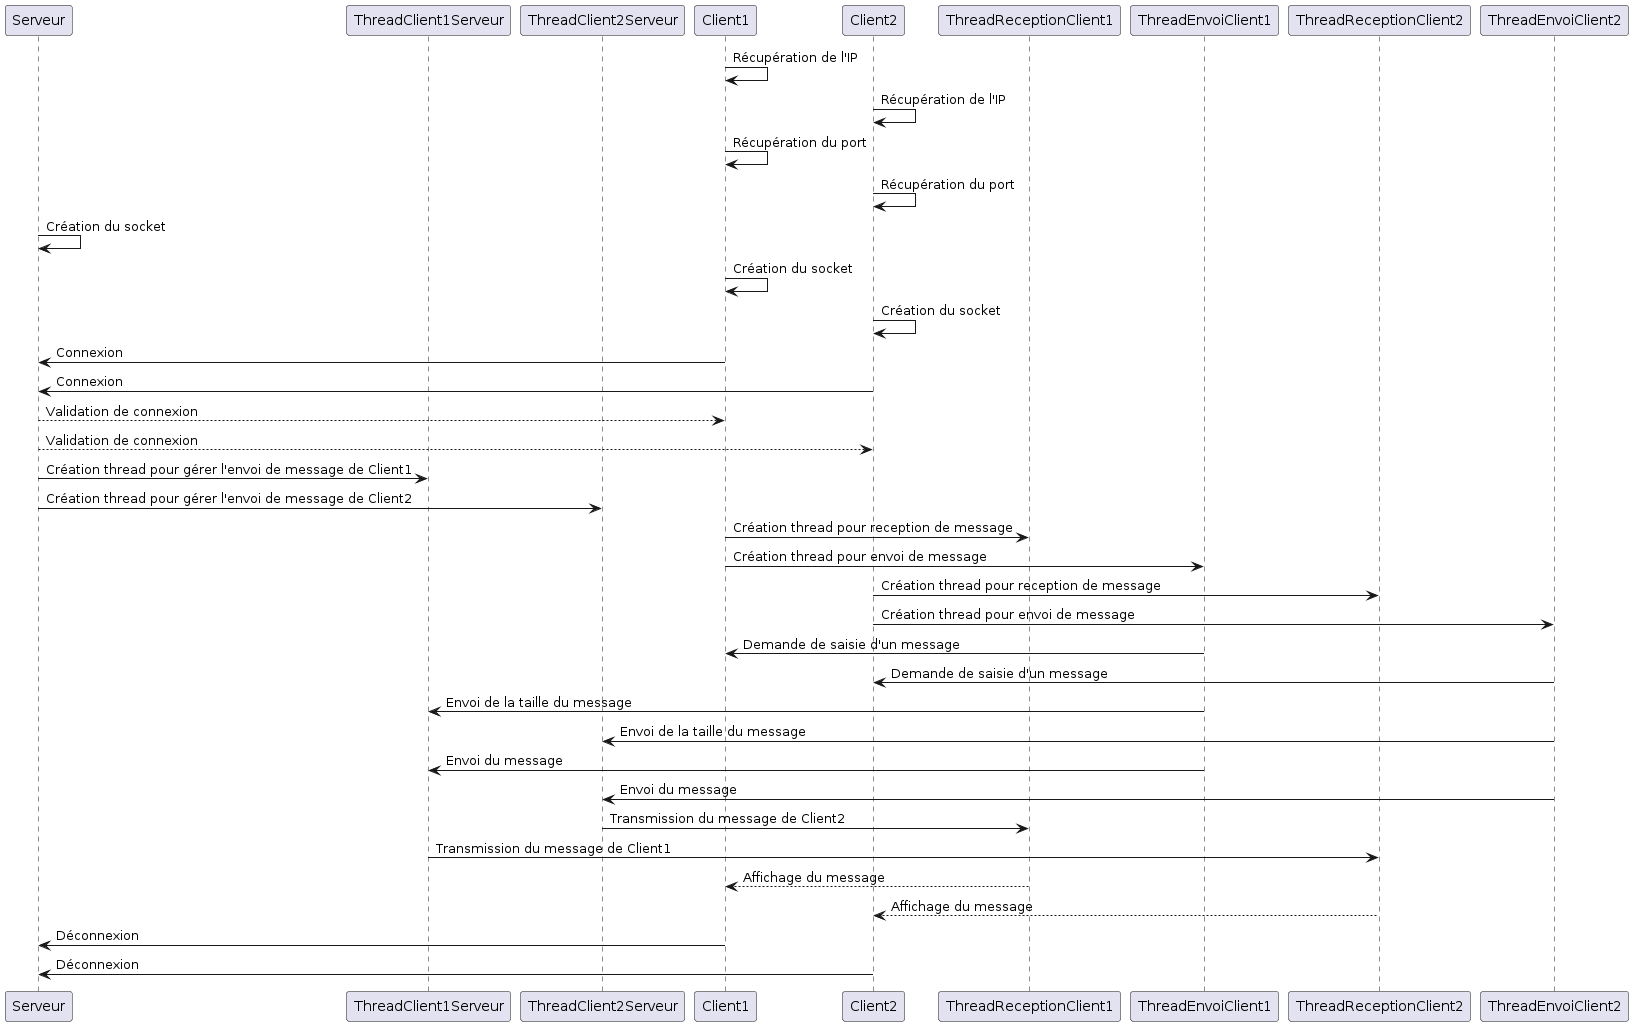 Serveur
ThreadClient1Serveur
ThreadClient2Serveur
Client1
Client2
ThreadReceptionClient1
ThreadEnvoiClient1
ThreadReceptionClient2
ThreadEnvoiClient2
Récupération de l'IP
Récupération de l'IP
Récupération du port
Récupération du port
Création du socket
Création du socket
Création du socket
Connexion
Connexion
Validation de connexion
Validation de connexion
Création thread pour gérer l'envoi de message de Client1
Création thread pour gérer l'envoi de message de Client2
Création thread pour reception de message
Création thread pour envoi de message
Création thread pour reception de message
Création thread pour envoi de message
Demande de saisie d'un message
Demande de saisie d'un message
Envoi de la taille du message
Envoi de la taille du message
Envoi du message
Envoi du message
Transmission du message de Client2
Transmission du message de Client1
Affichage du message
Affichage du message
Déconnexion
Déconnexion
Serveur
ThreadClient1Serveur
ThreadClient2Serveur
Client1
Client2
ThreadReceptionClient1
ThreadEnvoiClient1
ThreadReceptionClient2
ThreadEnvoiClient2